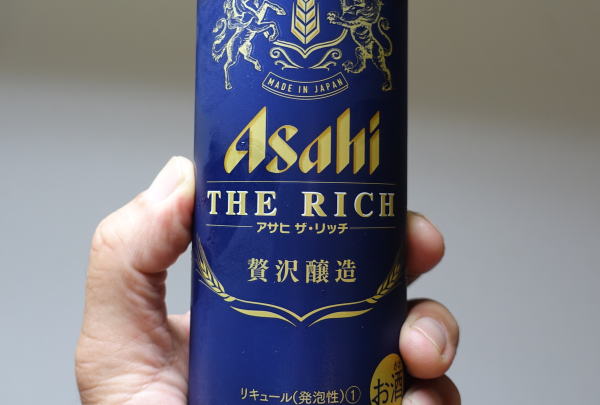 MADE IN JAPAN
Asahi
THE RICH
アサヒ ザ・リッチ
贅沢醸造
リキュール(発泡性)①
お酒